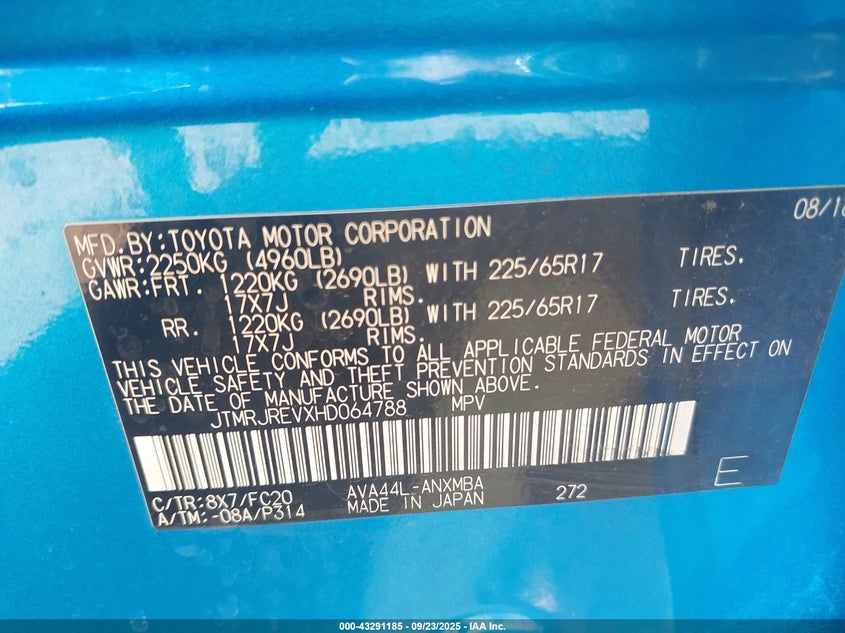 08/16
MFD.BY:TOYOTA MOTOR CORPORATION
GVWR:2250KG (4960LB)
GAWR:FRT. 1220KG (2690LB) WITH 225/65R17 TIRES.
17X7J RIMS.
RR. 1220KG (2690LB) WITH 225/65R17 TIRES.
17X7J RIMS.
THIS VEHICLE CONFORMS TO ALL APPLICABLE FEDERAL MOTOR
VEHICLE SAFETY AND THEFT PREVENTION STANDARDS IN EFFECT ON
THE DATE OF MANUFACTURE SHOWN ABOVE.
JTMRJREVXHD064788 MPV
C/TR:8X7/FC20 AVA44L-ANXMBA 272 E
A/TM:-08A/P314 MADE IN JAPAN
000-43291185 - 09/23/2025 - IAA Inc.